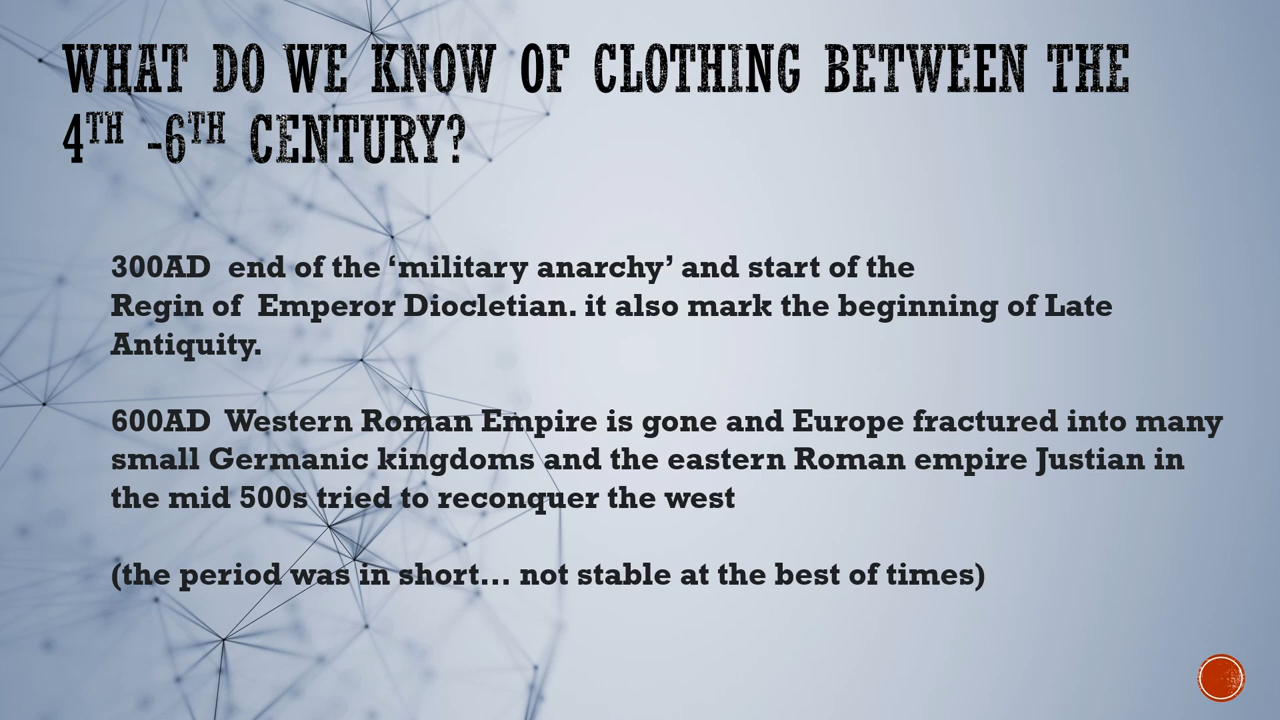 WHAT DO WE KNOW OF CLOTHING BETWEEN THE
4TH -6TH CENTURY?
300AD  end of the ‘military anarchy’ and start of the
Regin of  Emperor Diocletian. it also mark the beginning of Late
Antiquity.
600AD  Western Roman Empire is gone and Europe fractured into many
small Germanic kingdoms and the eastern Roman empire Justian in
the mid 500s tried to reconquer the west
(the period was in short... not stable at the best of times)